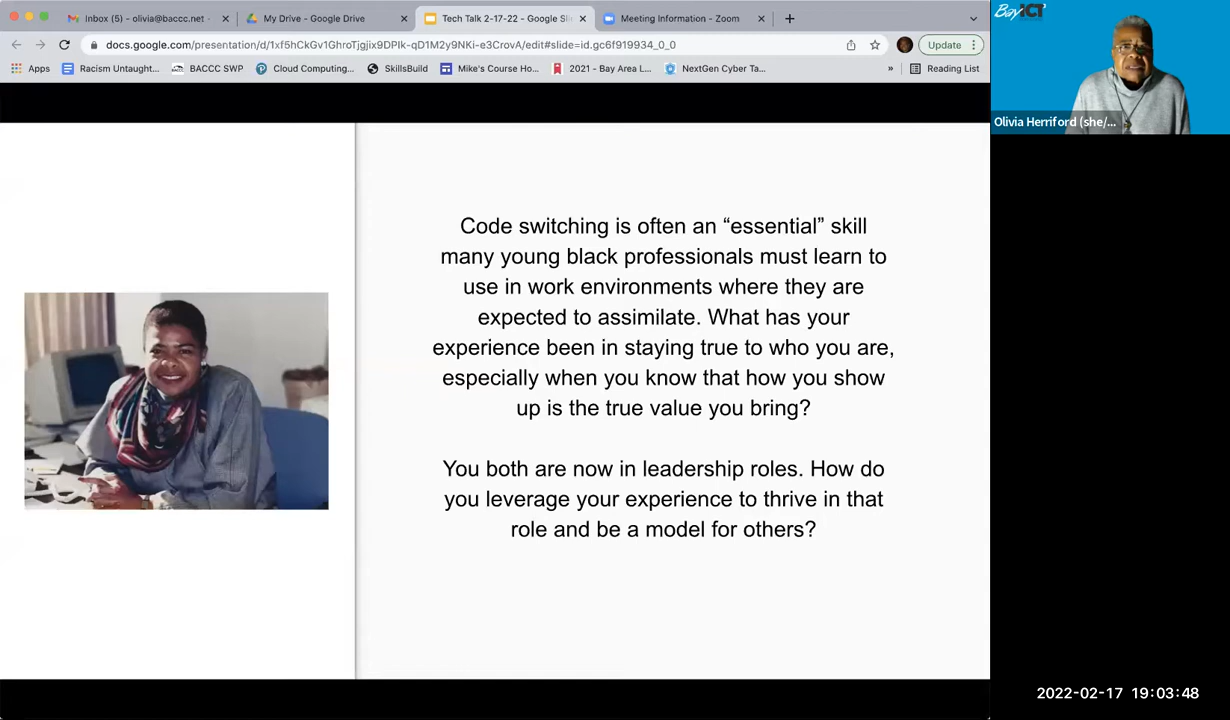 Inbox (5) - olivia@baccc.net -
My Drive - Google Drive
Tech Talk 2-17-22 - Google Sli
Meeting Information - Zoom
docs.google.com/presentation/d/1xf5hCkGv1GhroTjgjix9DPIk-qD1M2y9NKi-e3CrovA/edit#slide=id.gc6f919934_0_0
Update
Apps
Racism Untaught...
BACCC SWP
Cloud Computing...
SkillsBuild
Mike's Course Ho...
2021 - Bay Area L...
NextGen Cyber Ta...
»
Reading List
BayICT
Olivia Herriford (she/...
Code switching is often an “essential” skill
many young black professionals must learn to
use in work environments where they are
expected to assimilate. What has your
experience been in staying true to who you are,
especially when you know that how you show
up is the true value you bring?
You both are now in leadership roles. How do
you leverage your experience to thrive in that
role and be a model for others?
2022-02-17 19:03:48